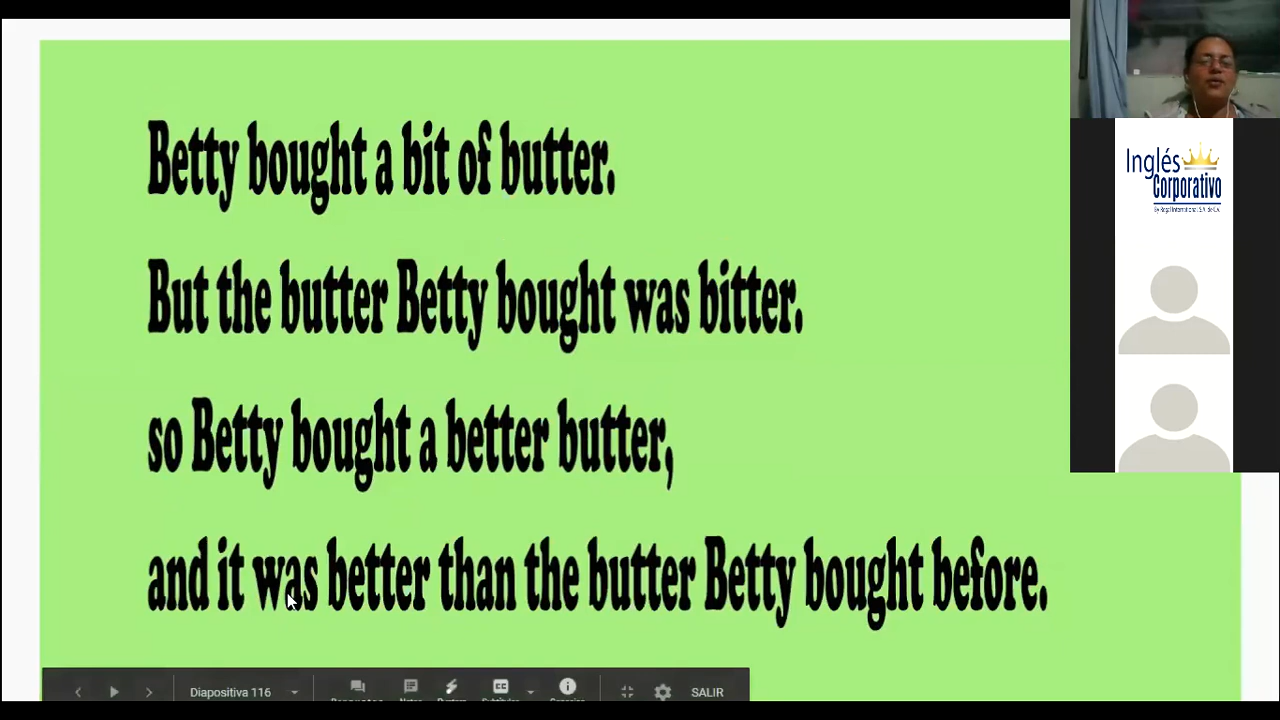 Betty bought a bit of butter.
But the butter Betty bought was bitter.
so Betty bought a better butter,
and it was better than the butter Betty bought before.
Inglés
Corporativo
Diapositiva 116
SALIR